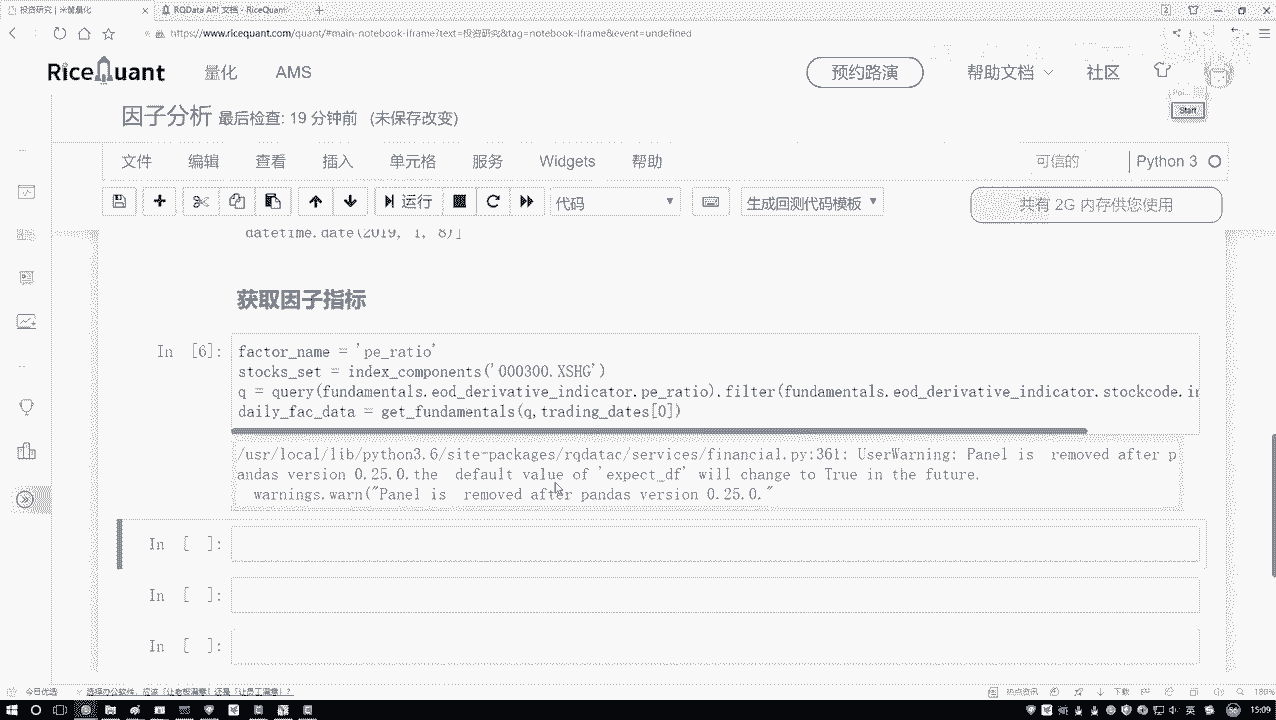 投资研究 | 米筐量化
RQData API 文档 - RiceQuant
https://www.ricequant.com/quant/#main-notebook-iframe?text=投资研究&tag=notebook-iframe&event=undefined
RiceQuant
量化
AMS
预约路演
帮助文档
社区
Start
因子分析 最后检查: 19 分钟前 (未保存改变)
文件
编辑
查看
插入
单元格
服务
Widgets
帮助
可信的
Python 3
运行
代码
生成回测代码模板
共有 2G 内存供您使用
datetime.date(2019, 1, 8)]
获取因子指标
In [6]:
factor_name = 'pe_ratio'
stocks_set = index_components('000300.XSHG')
q = query(fundamentals.eod_derivative_indicator.pe_ratio).filter(fundamentals.eod_derivative_indicator.stockcode.in
daily_fac_data = get_fundamentals(q,trading_dates[0])
/usr/local/lib/python3.6/site-packages/rqdatac/services/financial.py:361: UserWarning: Panel is  removed after p
andas version 0.25.0.the  default value of 'expect_df' will change to True in the future.
warnings.warn("Panel is  removed after pandas version 0.25.0."
In [ ]:
In [ ]:
In [ ]:
今日优选
选择办公软件，应该「让老板满意」还是「让员工满意」？
热点资讯
下载
180%
英
15:09